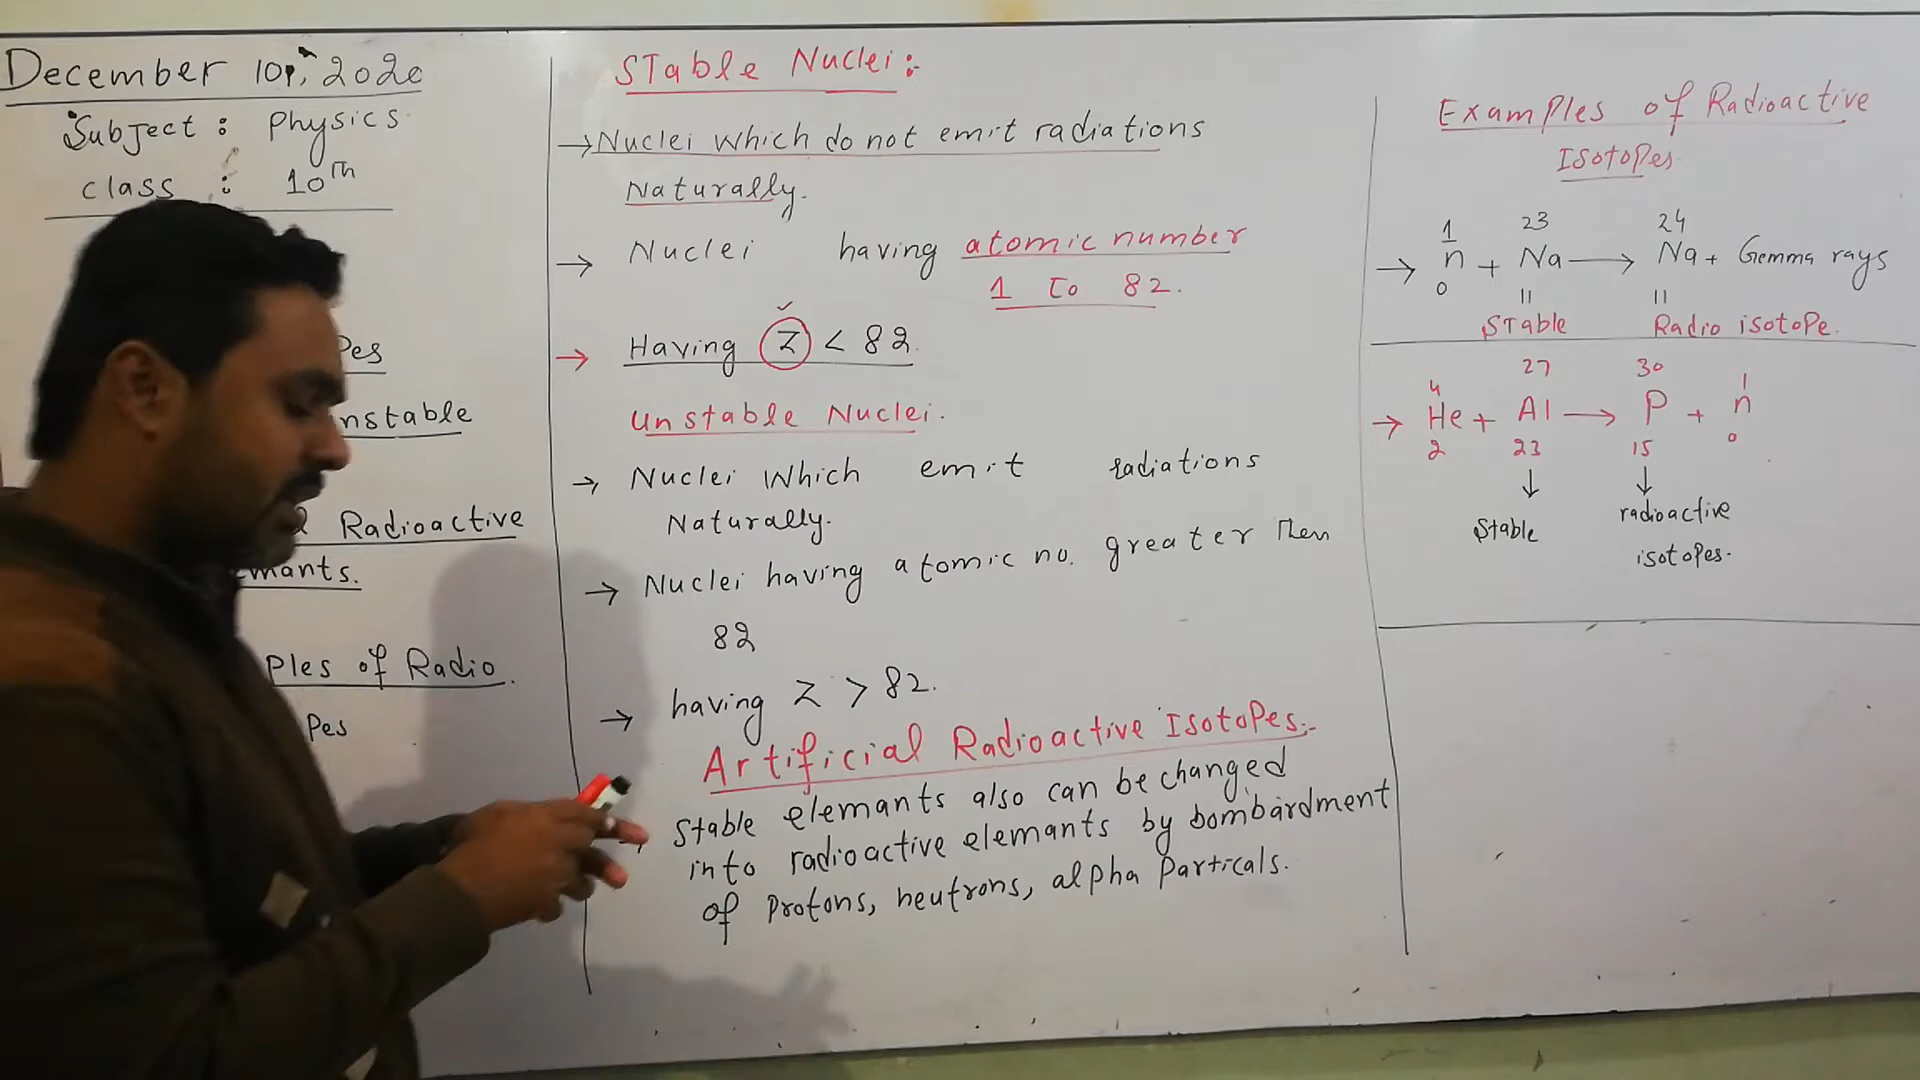 December 10, 2020
Subject : Physics
class : 10Th
Pes
nstable
Radioactive
mants.
Ples of Radio
Pes
STable Nuclei :-
→ Nuclei Which do not emit radiations
Naturally.
→ Nuclei having atomic number
1 to 82.
→ Having Z < 82.
Unstable Nuclei.
→ Nuclei Which emit radiations
Naturally.
→ Nuclei having atomic no. greater Then
82
→ having Z > 82.
Artificial Radioactive IsotoPes:-
→ Stable elemants also can be changed
into radioactive elemants by bombardment
of Protons, neutrons, alpha Particals.
ExamPles of Radioactive
IsotoPes.
1 23 24
→ n + Na → Na + Gemma rays
0 || ||
STable Radio isotoPe.
4 27 30 1
→ He + Al → P + n
2 23 15 0
↓ ↓
Stable radioactive
isotoPes.